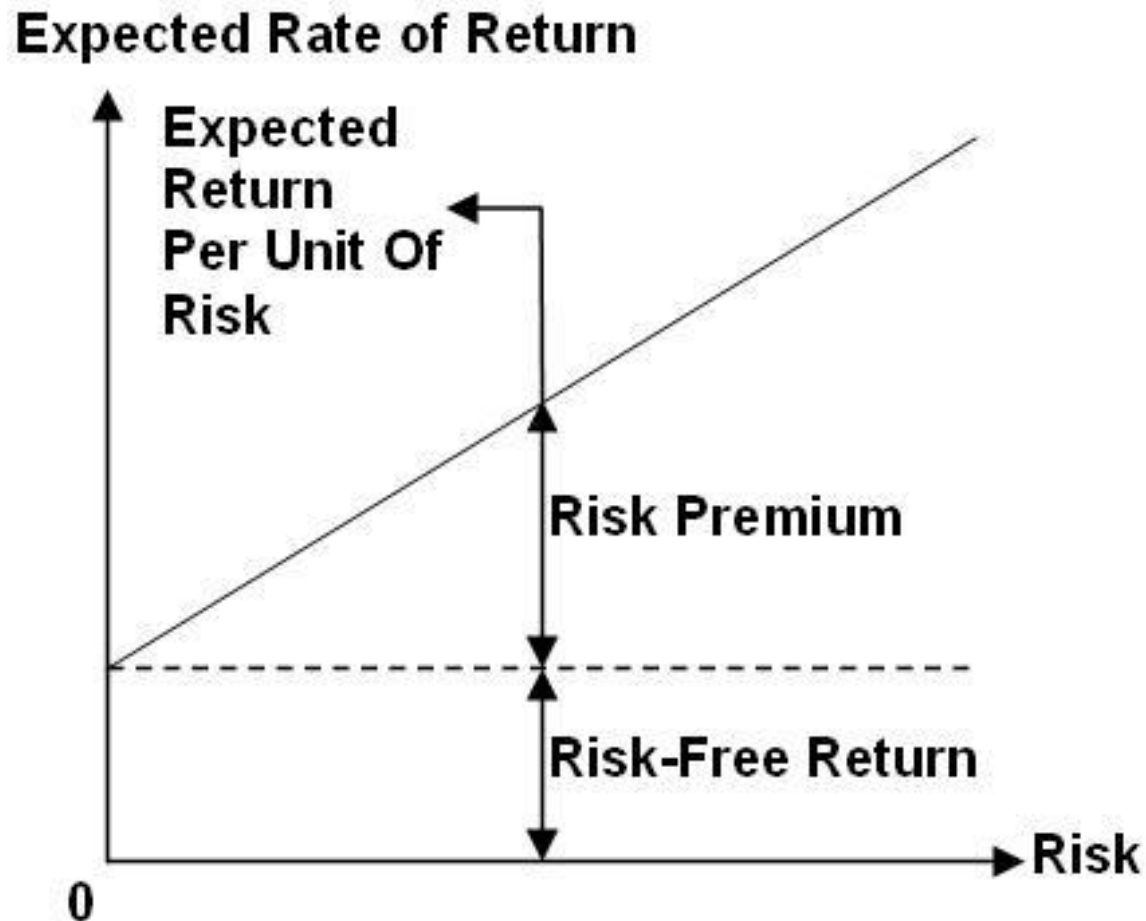 Expected Rate of Return
Expected
Return
Per Unit Of
Risk
Risk Premium
Risk-Free Return
Risk
0